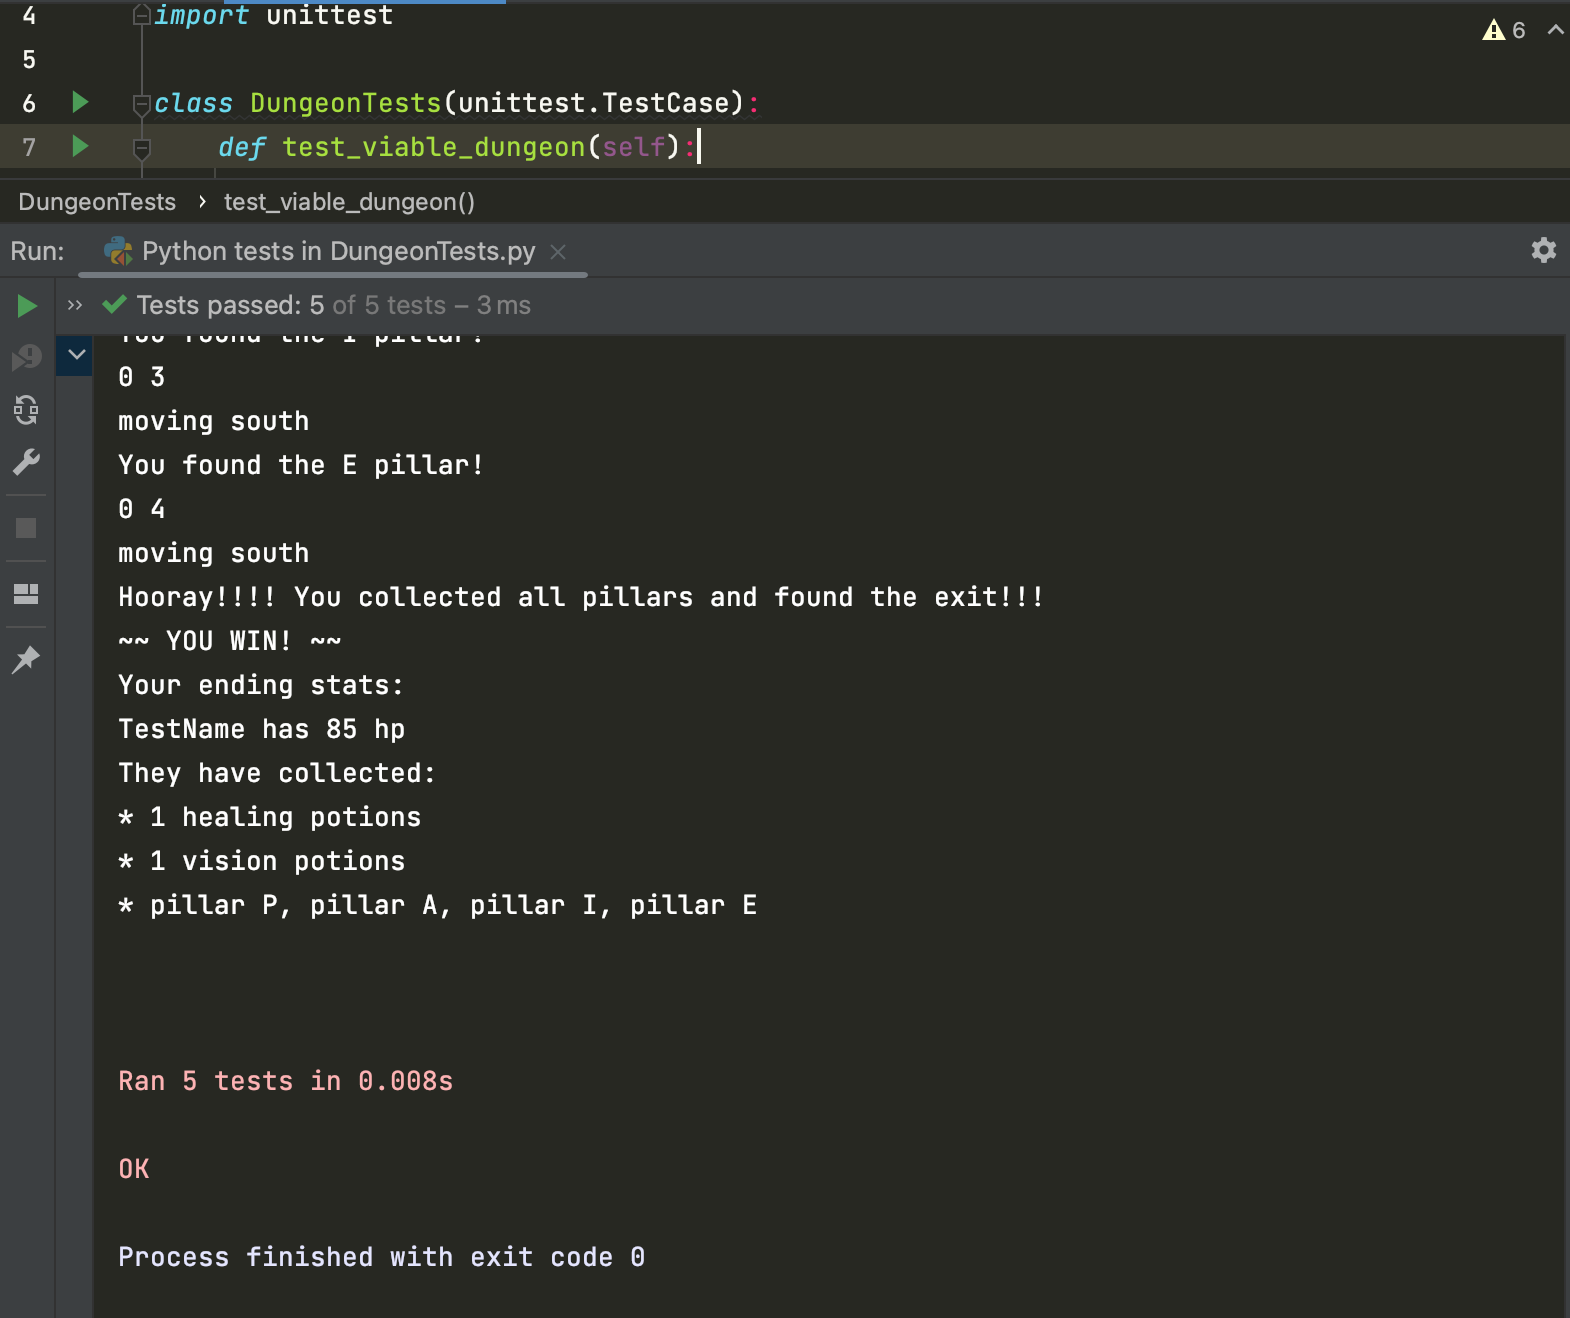 4 import unittest
5
6 class DungeonTests(unittest.TestCase):
7 def test_viable_dungeon(self):
6
DungeonTests › test_viable_dungeon()
Run: Python tests in DungeonTests.py
Tests passed: 5 of 5 tests – 3 ms
You found the I pillar!
0 3
moving south
You found the E pillar!
0 4
moving south
Hooray!!!! You collected all pillars and found the exit!!!
~~ YOU WIN! ~~
Your ending stats:
TestName has 85 hp
They have collected:
* 1 healing potions
* 1 vision potions
* pillar P, pillar A, pillar I, pillar E
Ran 5 tests in 0.008s
OK
Process finished with exit code 0